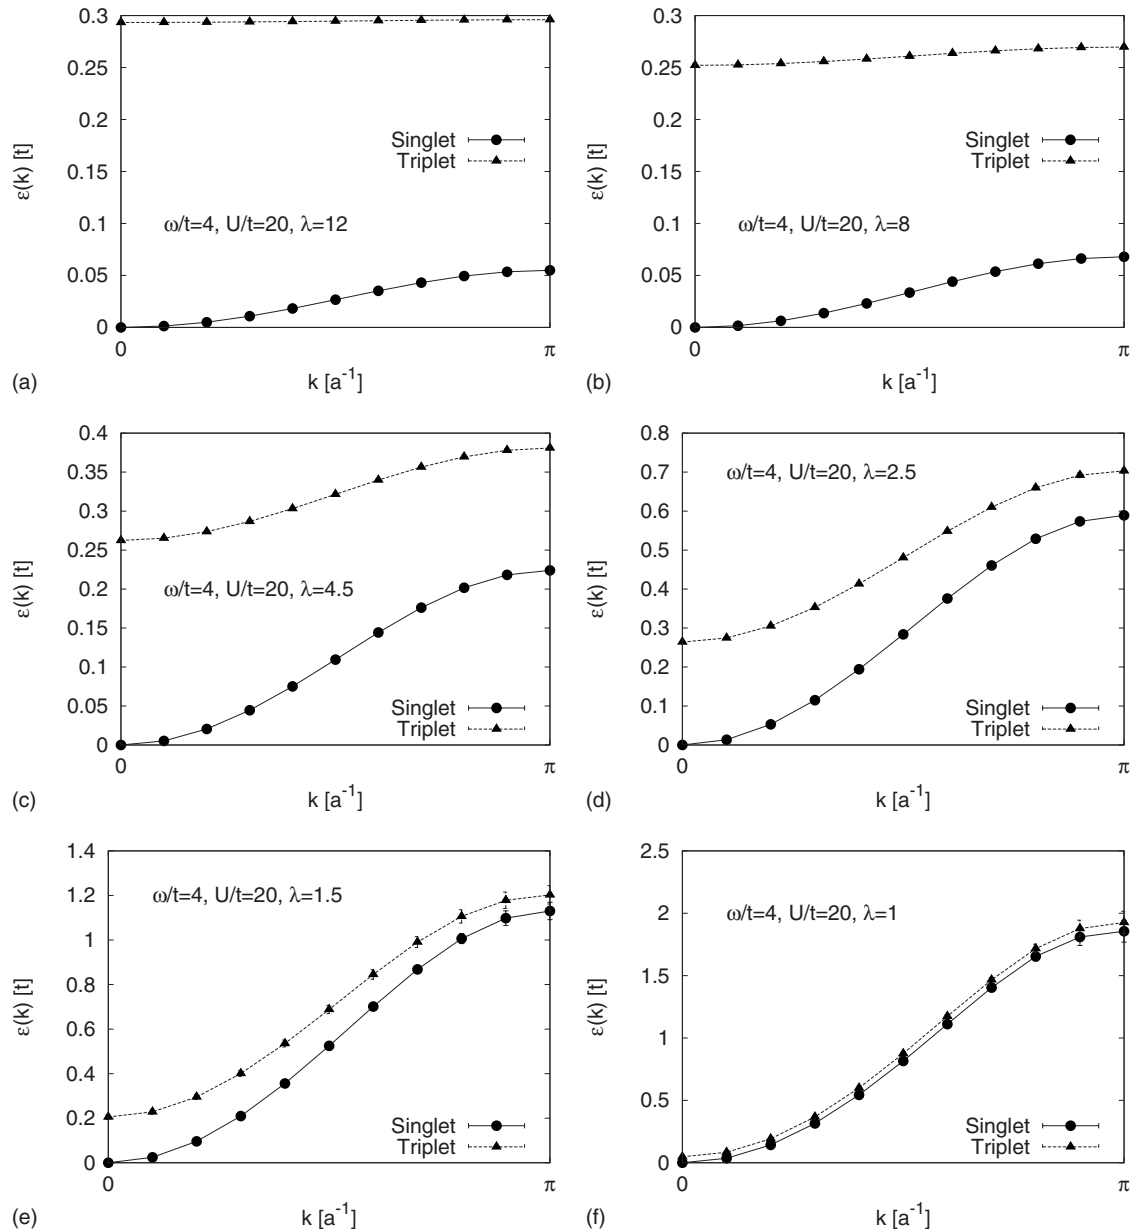 0.3
0.25
0.2
0.15
0.1
0.05
0
ε(k) [t]
Singlet
Triplet
ω/t=4, U/t=20, λ=12
0
π
k [a⁻¹]
(a)
0.3
0.25
0.2
0.15
0.1
0.05
0
ε(k) [t]
Singlet
Triplet
ω/t=4, U/t=20, λ=8
0
π
k [a⁻¹]
(b)
0.4
0.35
0.3
0.25
0.2
0.15
0.1
0.05
0
ε(k) [t]
ω/t=4, U/t=20, λ=4.5
Singlet
Triplet
0
π
k [a⁻¹]
(c)
0.8
0.7
0.6
0.5
0.4
0.3
0.2
0.1
0
ε(k) [t]
ω/t=4, U/t=20, λ=2.5
Singlet
Triplet
0
π
k [a⁻¹]
(d)
1.4
1.2
1
0.8
0.6
0.4
0.2
0
ε(k) [t]
ω/t=4, U/t=20, λ=1.5
Singlet
Triplet
0
π
k [a⁻¹]
(e)
2.5
2
1.5
1
0.5
0
ε(k) [t]
ω/t=4, U/t=20, λ=1
Singlet
Triplet
0
π
k [a⁻¹]
(f)